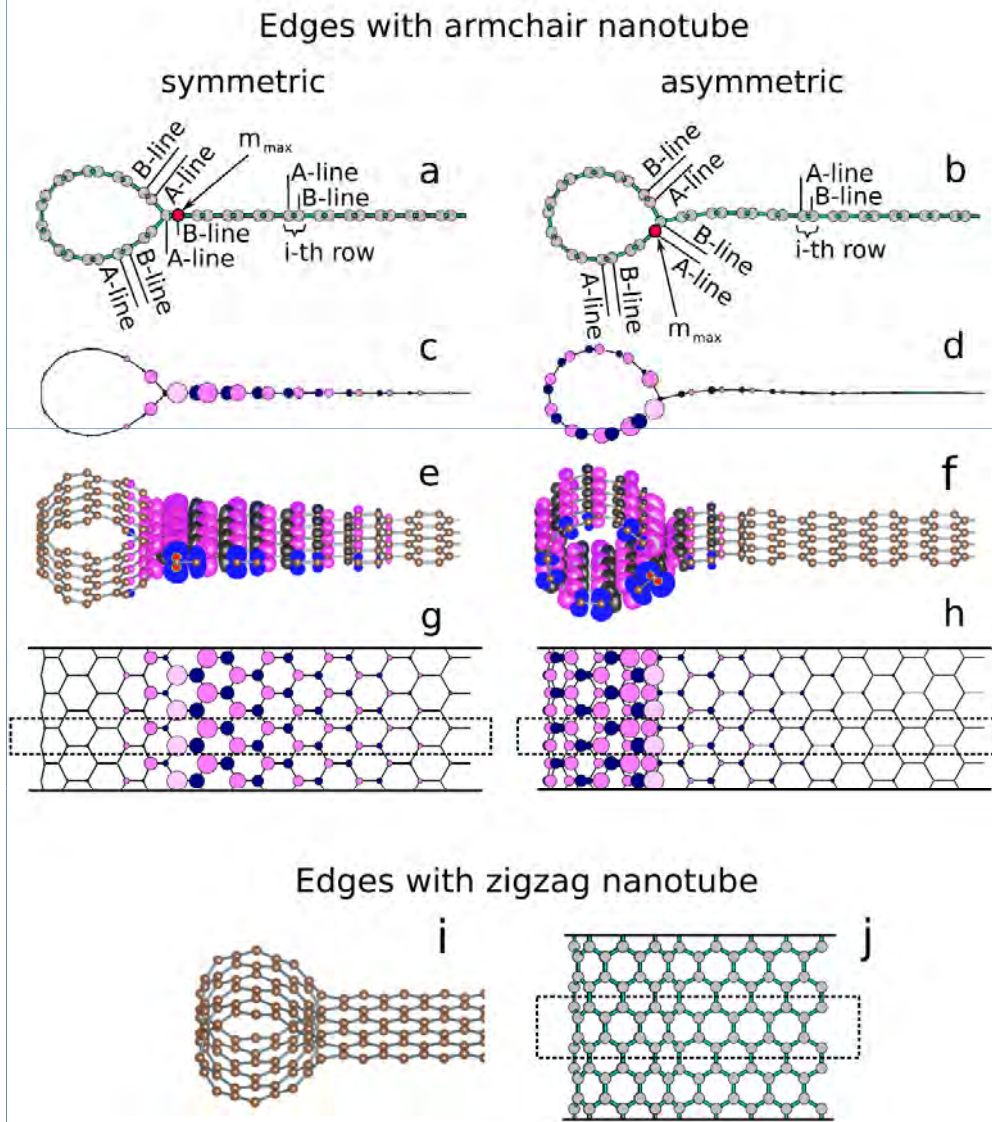 Edges with armchair nanotube
symmetric
asymmetric
B-line
A-line
m_max
a
A-line
B-line
B-line
A-line
i-th row
A-line
B-line
B-line
A-line
b
A-line
B-line
B-line
A-line
i-th row
A-line
B-line
m_max
c
d
e
f
g
h
Edges with zigzag nanotube
i
j